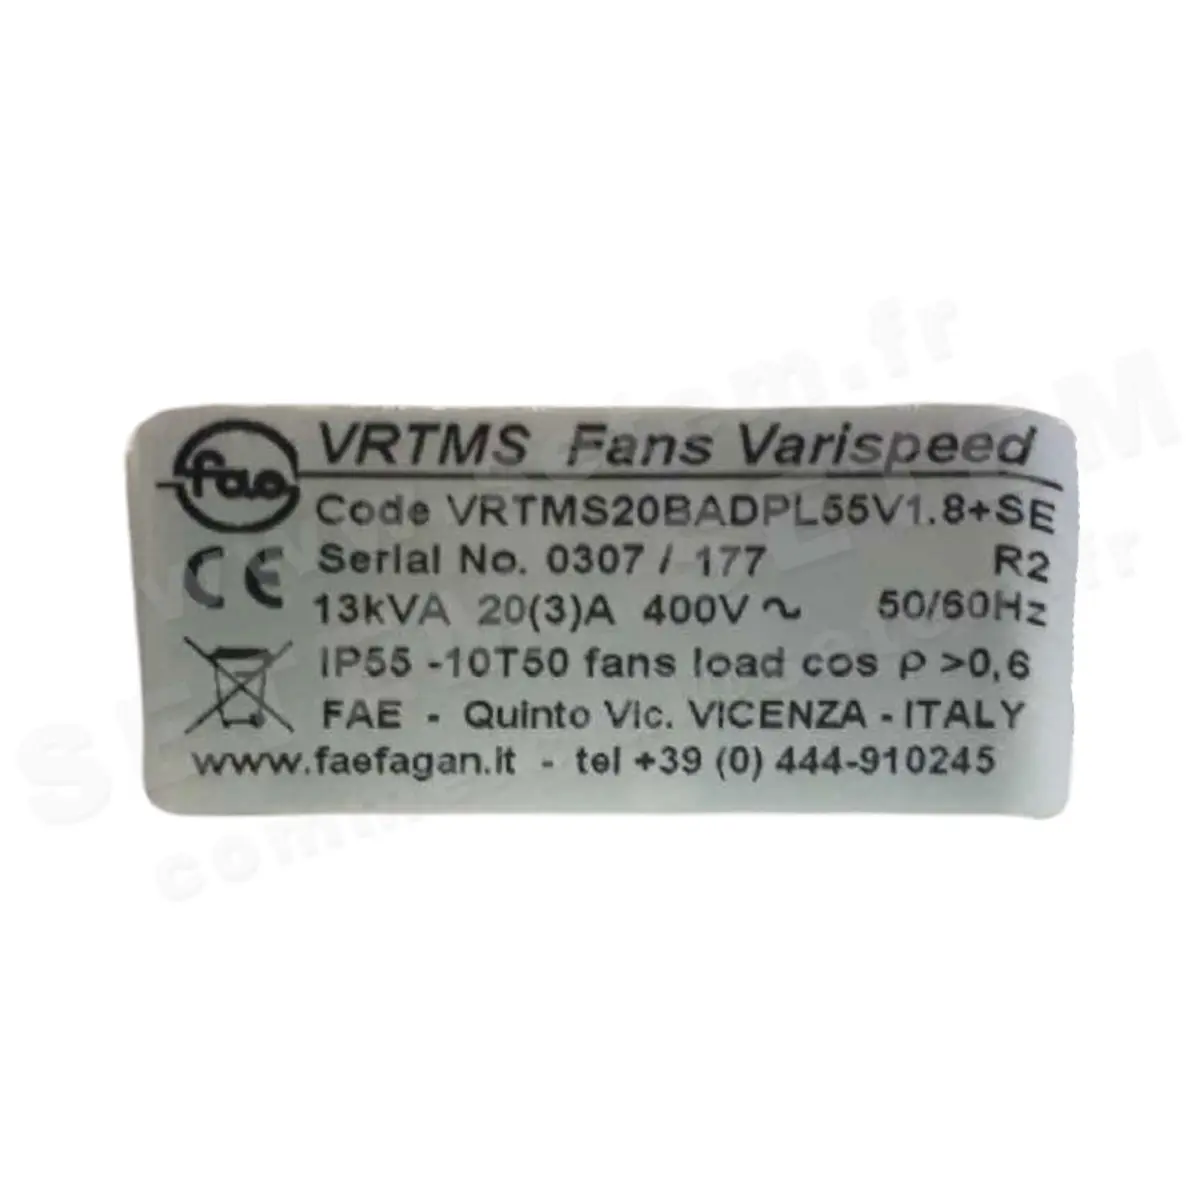 fae
VRTMS Fans Varispeed
Code VRTMS20BADPL55V1.8+SE
CE Serial No. 0307 / 177 R2
13kVA 20(3)A 400V ~ 50/60Hz
IP55 -10T50 fans load cos ρ >0,6
FAE - Quinto Vic. VICENZA - ITALY
www.faefagan.it - tel +39 (0) 444-910245